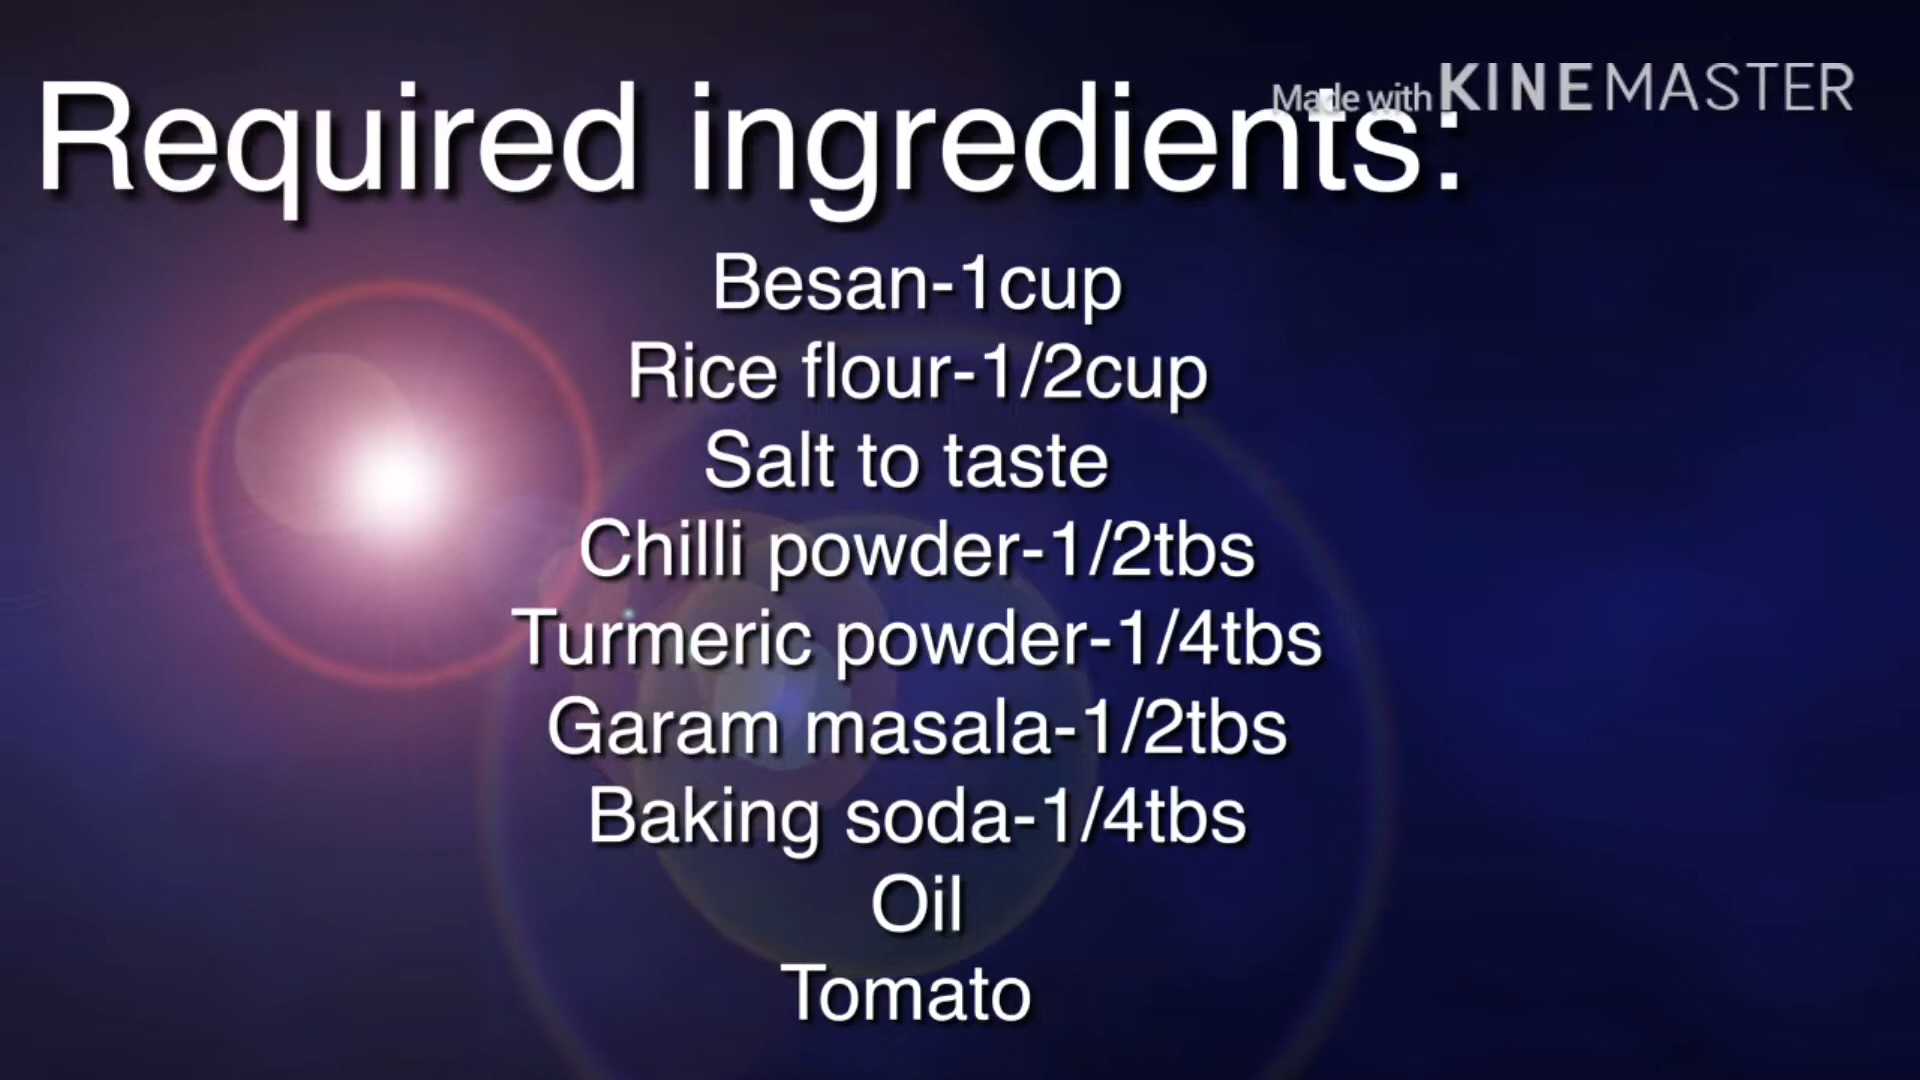 Made with KINEMASTER
Required ingredients:
Besan-1cup
Rice flour-1/2cup
Salt to taste
Chilli powder-1/2tbs
Turmeric powder-1/4tbs
Garam masala-1/2tbs
Baking soda-1/4tbs
Oil
Tomato